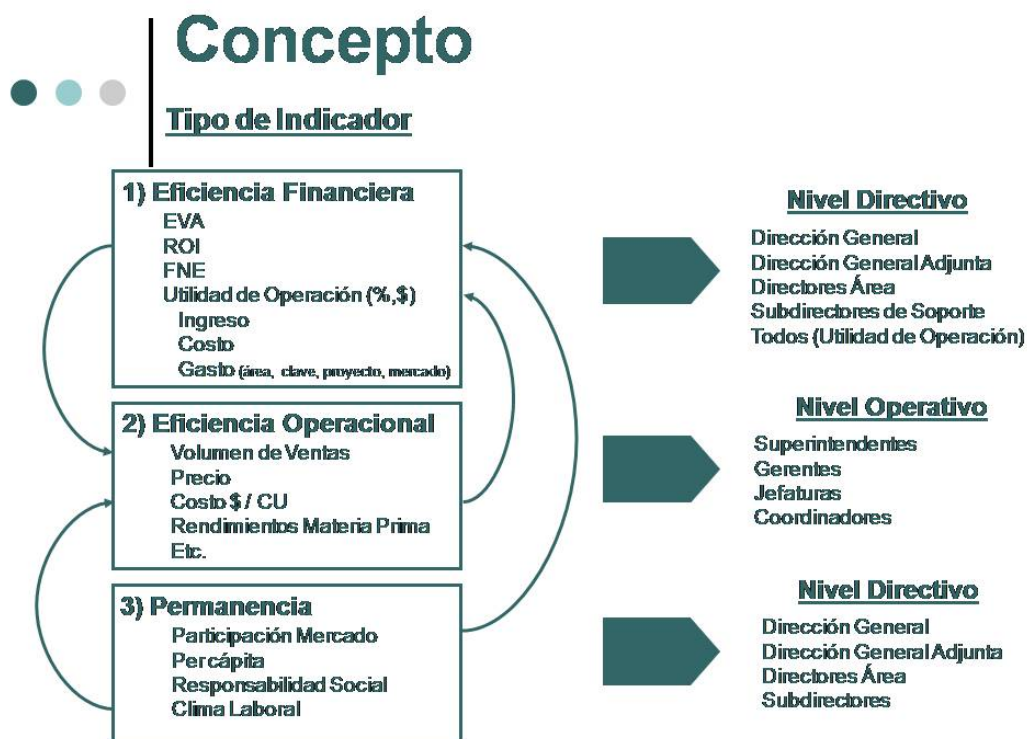 Concepto
Tipo de Indicador
1) Eficiencia Financiera
EVA
ROI
FNE
Utilidad de Operación (%,$)
Ingreso
Costo
Gasto (área, clave, proyecto, mercado)
Nivel Directivo
Dirección General
Dirección General Adjunta
Directores Área
Subdirectores de Soporte
Todos (Utilidad de Operación)
2) Eficiencia Operacional
Volumen de Ventas
Precio
Costo $ / CU
Rendimientos Materia Prima
Etc.
Nivel Operativo
Superintendentes
Gerentes
Jefaturas
Coordinadores
3) Permanencia
Participación Mercado
Per cápita
Responsabilidad Social
Clima Laboral
Nivel Directivo
Dirección General
Dirección General Adjunta
Directores Área
Subdirectores